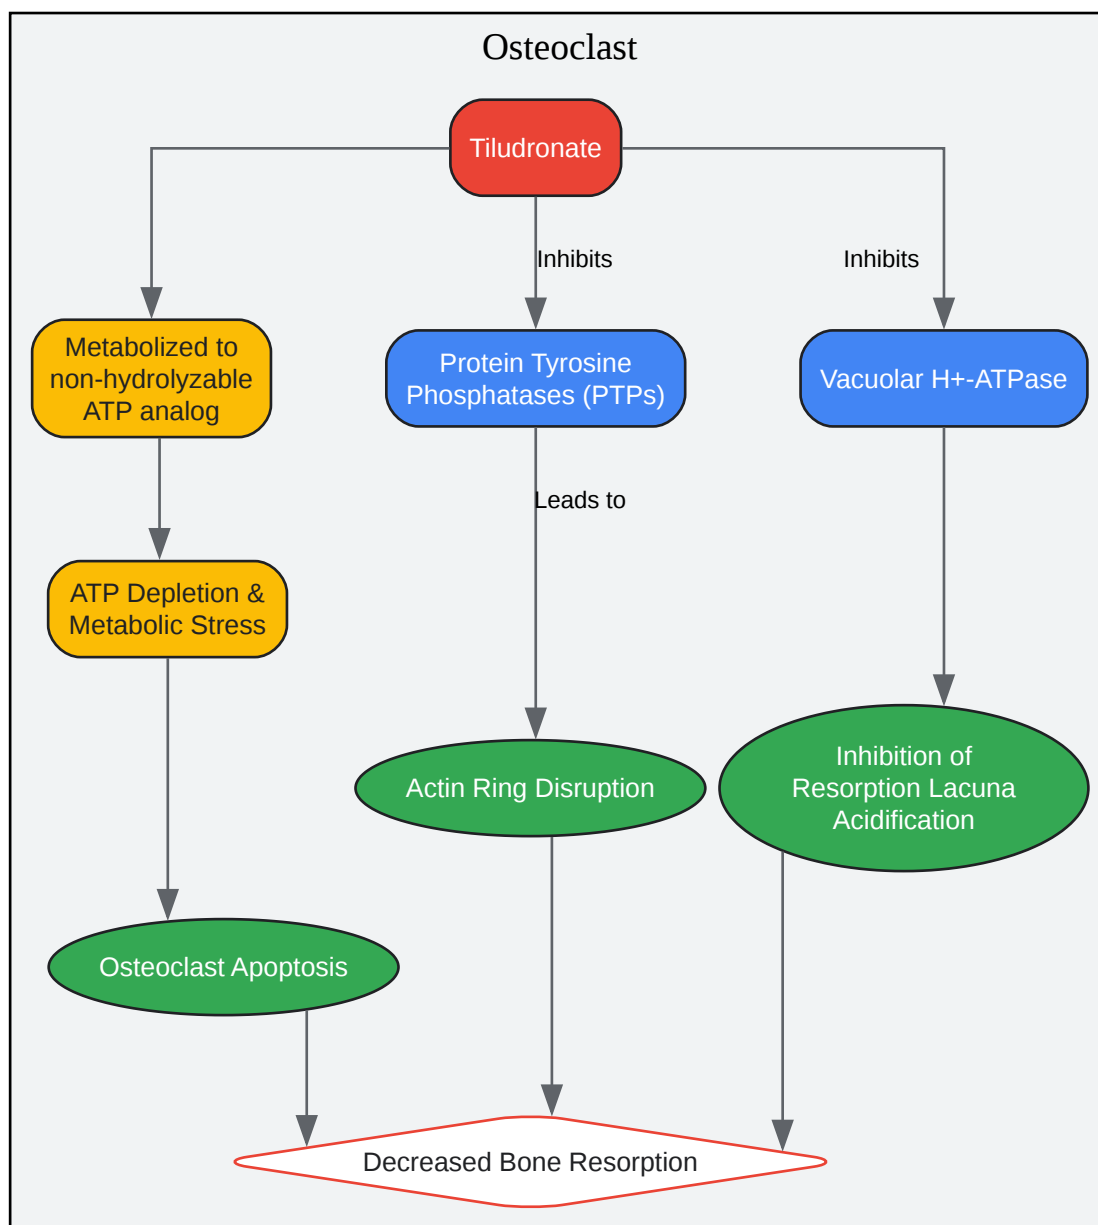 Osteoclast
Tiludronate
Inhibits
Inhibits
Metabolized to
non-hydrolyzable
ATP analog
Protein Tyrosine
Phosphatases (PTPs)
Vacuolar H+-ATPase
Leads to
ATP Depletion &
Metabolic Stress
Actin Ring Disruption
Inhibition of
Resorption Lacuna
Acidification
Osteoclast Apoptosis
Decreased Bone Resorption